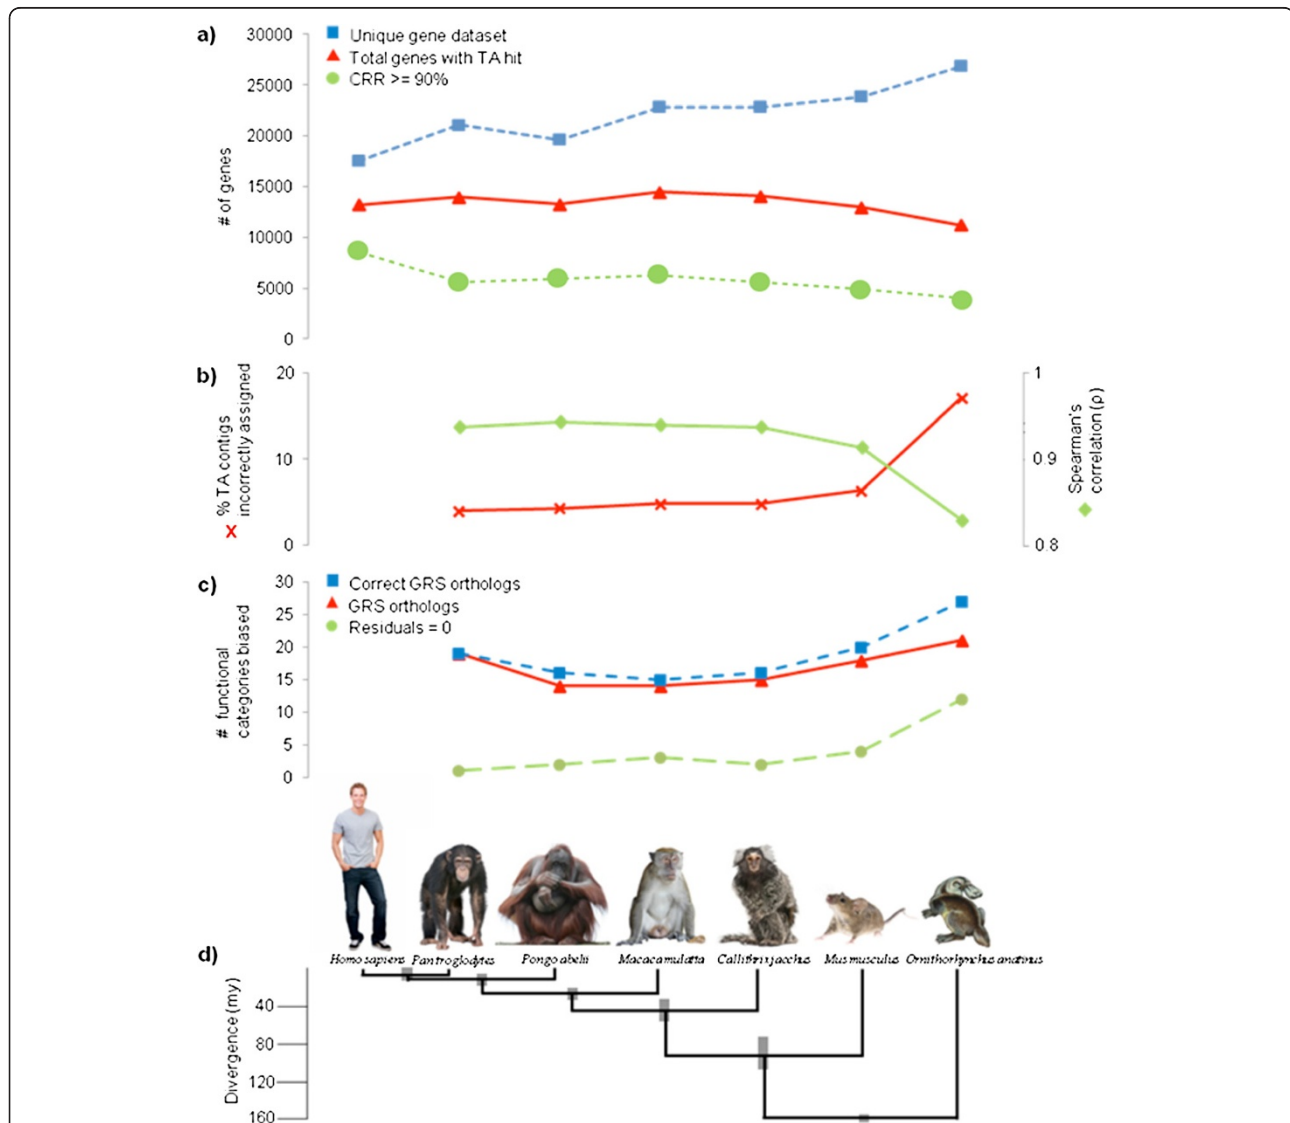 a)
30000
25000
20000
15000
10000
5000
0
# of genes
Unique gene dataset
Total genes with TA hit
CRR >= 90%
b)
20
10
0
% TA contigs
incorrectly assigned
X
1
0.9
0.8
Spearman's
correlation (ρ)
c)
30
25
20
15
10
5
0
# functional
categories biased
Correct GRS orthologs
GRS orthologs
Residuals = 0
d)
Homo sapiens
Pan troglodytes
Pongo abelii
Macaca mulatta
Callithrix jacchus
Mus musculus
Ornithorhynchus anatinus
Divergence (my)
40
80
120
160